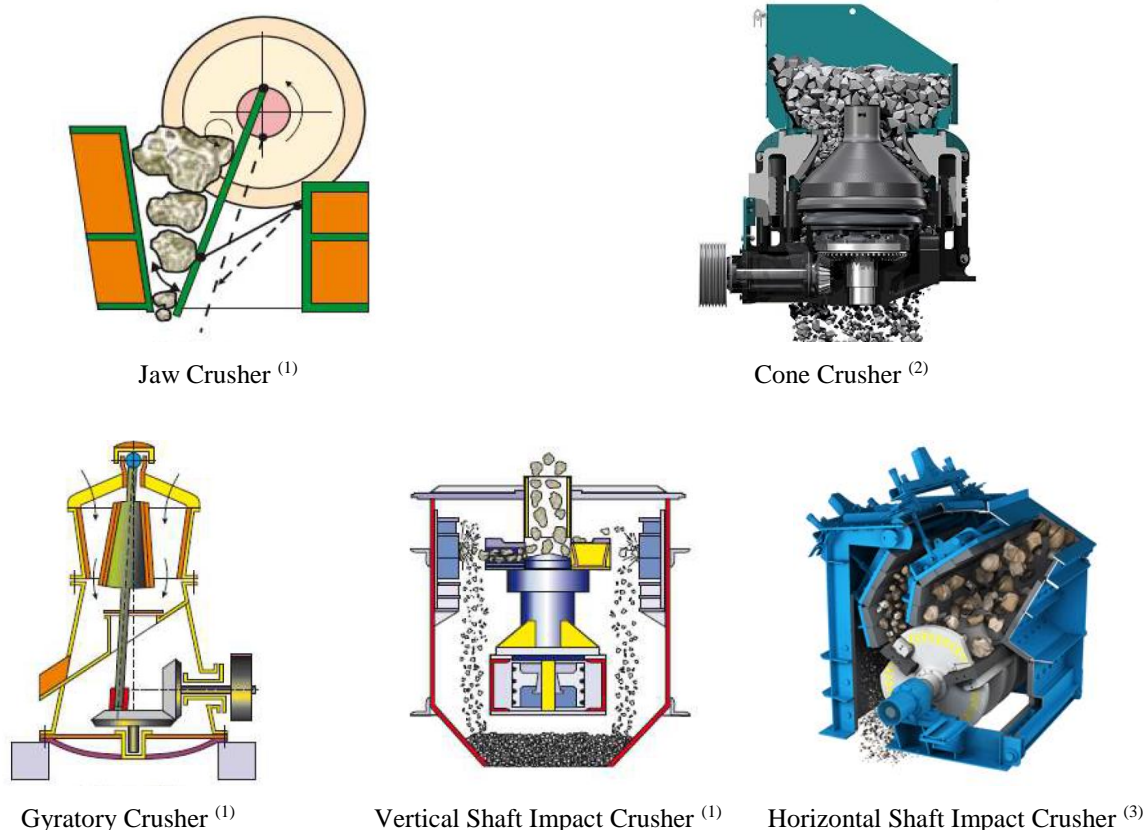 Jaw Crusher (1)
Cone Crusher (2)
Gyratory Crusher (1)
Vertical Shaft Impact Crusher (1)
Horizontal Shaft Impact Crusher (3)